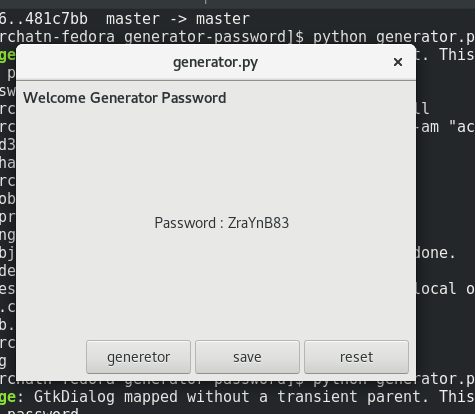 6..481c7bb  master -> master
rchatn-fedora generator-password]$ python generator.p
generator.py
ge
t. This
Welcome Generator Password
p
sw
rc
ll
rc
-am "ac
d3
ha
rc
ob
pr
Password : ZraYnB83
ng
bj
done.
de
es
local o
.c
b.
rc
g
generetor
save
reset
rchatn-fedora generator-password]$ python generator.p
ge: GtkDialog mapped without a transient parent. This
password